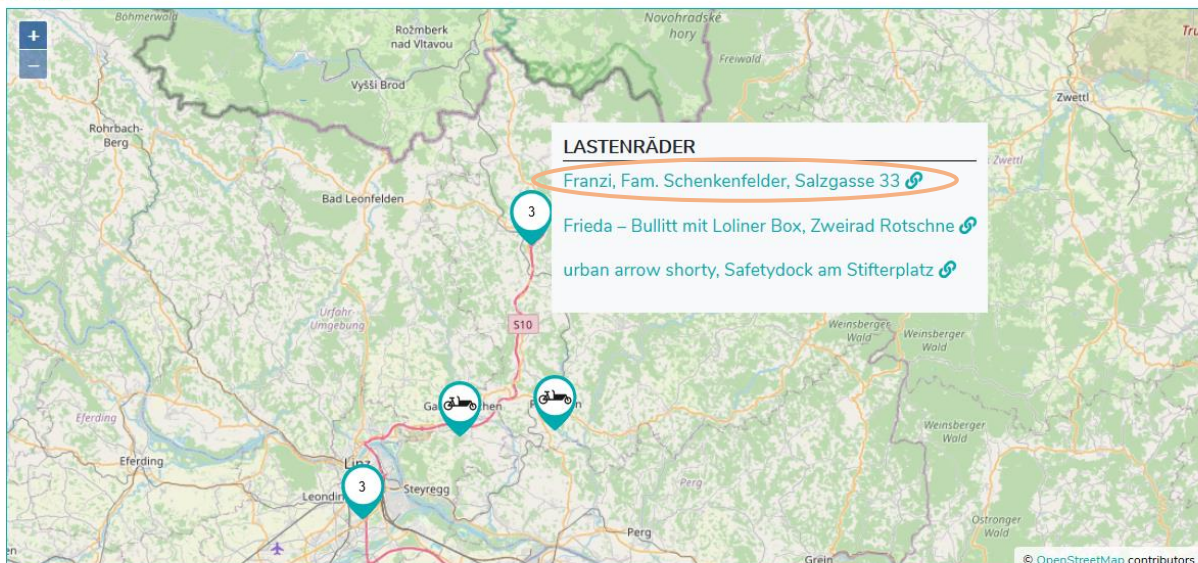 Böhmerwald
Rožmberk
nad Vltavou
Novohradské
hory
Freiwald
+
−
Vyšší Brod
Zwettl
Rohrbach-
Berg
LASTENRÄDER
Franzi, Fam. Schenkenfelder, Salzgasse 33
Zwettl
Bad Leonfelden
3
Frieda – Bullitt mit Loliner Box, Zweirad Rotschne
urban arrow shorty, Safetydock am Stifterplatz
Urfahr
Umgebung
S10
Weinsberger
Wald
Weinsberger
Wald
Eferding
Weinsberger
Wald
Eferding
Linz
3
Steyregg
Perg
Perg
Ostronger
Wald
Grein
© OpenStreetMap contributors